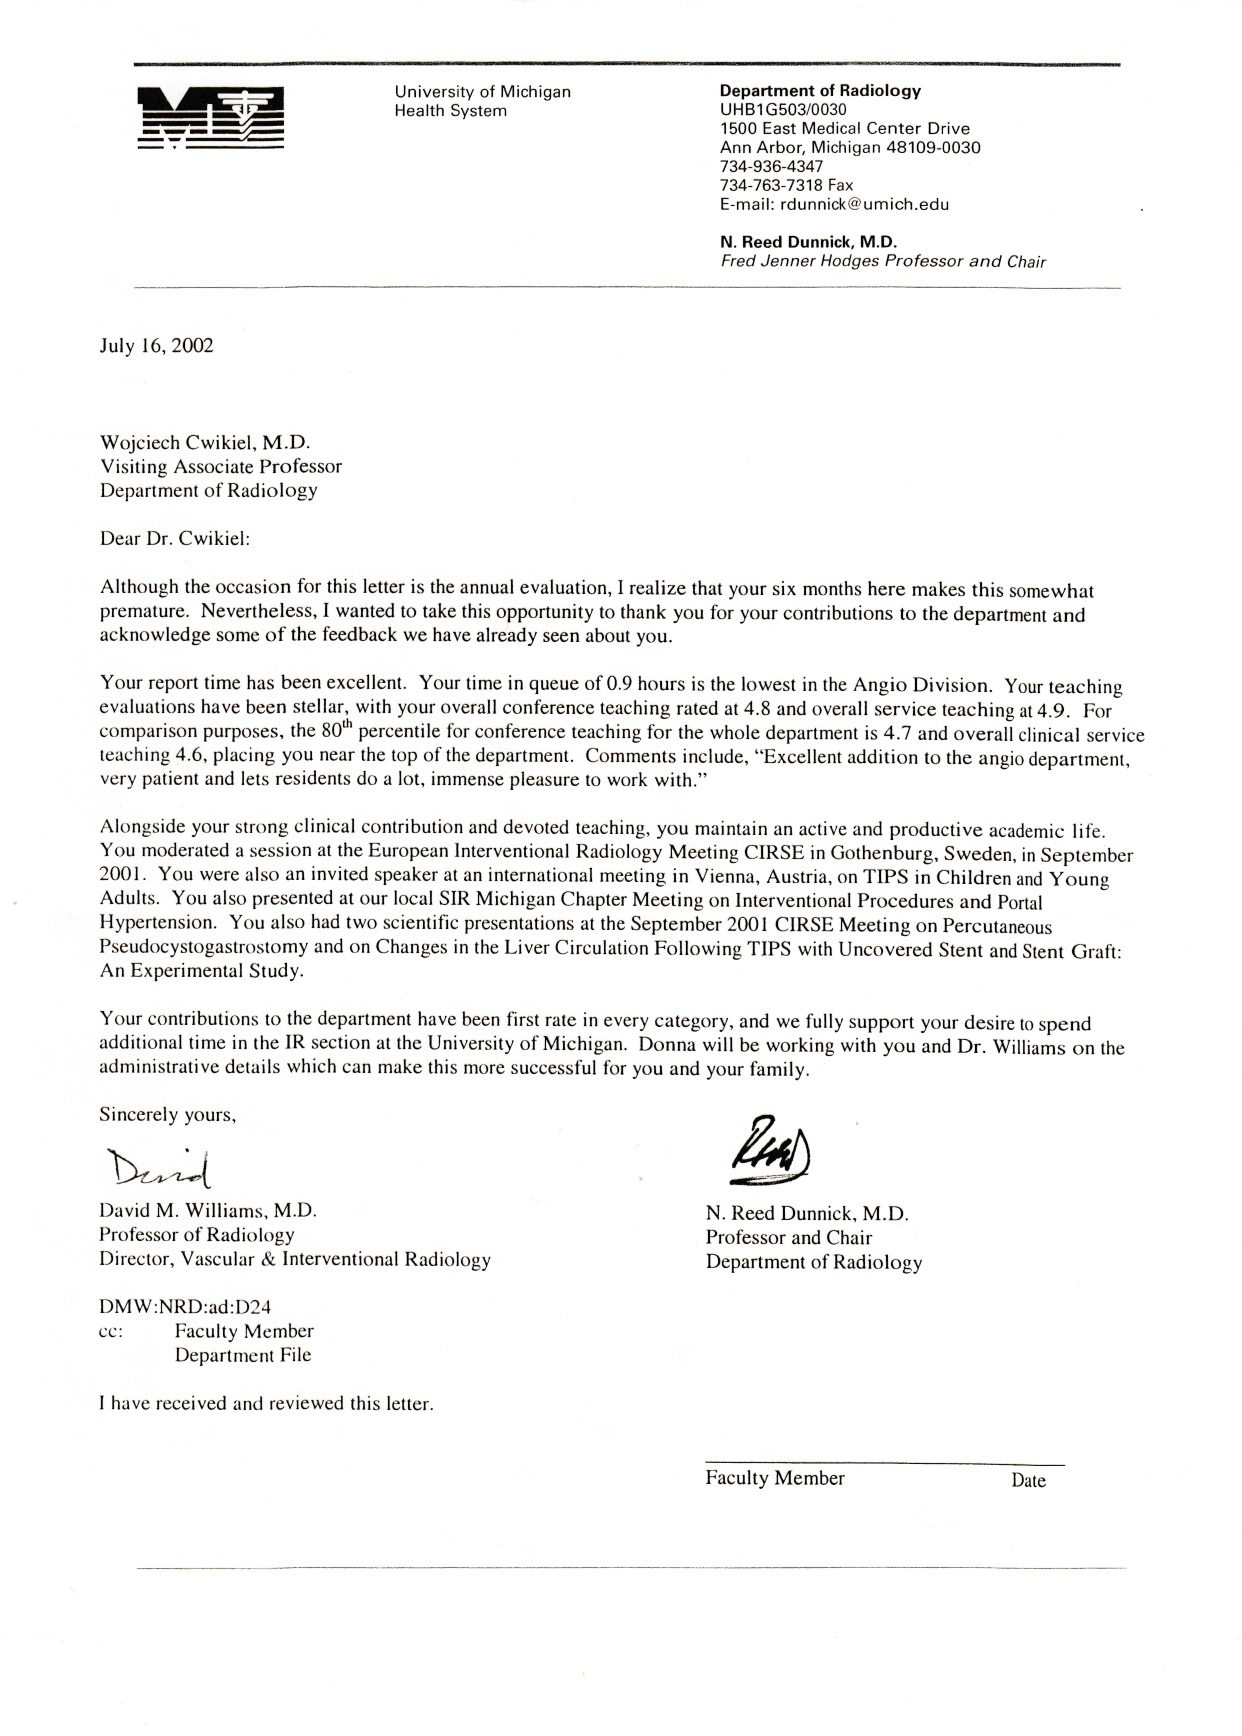 University of Michigan
Health System
Department of Radiology
UHB1G503/0030
1500 East Medical Center Drive
Ann Arbor, Michigan 48109-0030
734-936-4347
734-763-7318 Fax
E-mail: rdunnick@umich.edu
N. Reed Dunnick, M.D.
Fred Jenner Hodges Professor and Chair
July 16, 2002
Wojciech Cwikiel, M.D.
Visiting Associate Professor
Department of Radiology
Dear Dr. Cwikiel:
Although the occasion for this letter is the annual evaluation, I realize that your six months here makes this somewhat
premature. Nevertheless, I wanted to take this opportunity to thank you for your contributions to the department and
acknowledge some of the feedback we have already seen about you.
Your report time has been excellent. Your time in queue of 0.9 hours is the lowest in the Angio Division. Your teaching
evaluations have been stellar, with your overall conference teaching rated at 4.8 and overall service teaching at 4.9. For
comparison purposes, the 80th percentile for conference teaching for the whole department is 4.7 and overall clinical service
teaching 4.6, placing you near the top of the department. Comments include, “Excellent addition to the angio department,
very patient and lets residents do a lot, immense pleasure to work with.”
Alongside your strong clinical contribution and devoted teaching, you maintain an active and productive academic life.
You moderated a session at the European Interventional Radiology Meeting CIRSE in Gothenburg, Sweden, in September
2001. You were also an invited speaker at an international meeting in Vienna, Austria, on TIPS in Children and Young
Adults. You also presented at our local SIR Michigan Chapter Meeting on Interventional Procedures and Portal
Hypertension. You also had two scientific presentations at the September 2001 CIRSE Meeting on Percutaneous
Pseudocystogastrostomy and on Changes in the Liver Circulation Following TIPS with Uncovered Stent and Stent Graft:
An Experimental Study.
Your contributions to the department have been first rate in every category, and we fully support your desire to spend
additional time in the IR section at the University of Michigan. Donna will be working with you and Dr. Williams on the
administrative details which can make this more successful for you and your family.
Sincerely yours,
David
David M. Williams, M.D.
Professor of Radiology
Director, Vascular & Interventional Radiology
Reed
N. Reed Dunnick, M.D.
Professor and Chair
Department of Radiology
DMW:NRD:ad:D24
cc: Faculty Member
Department File
I have received and reviewed this letter.
Faculty Member Date